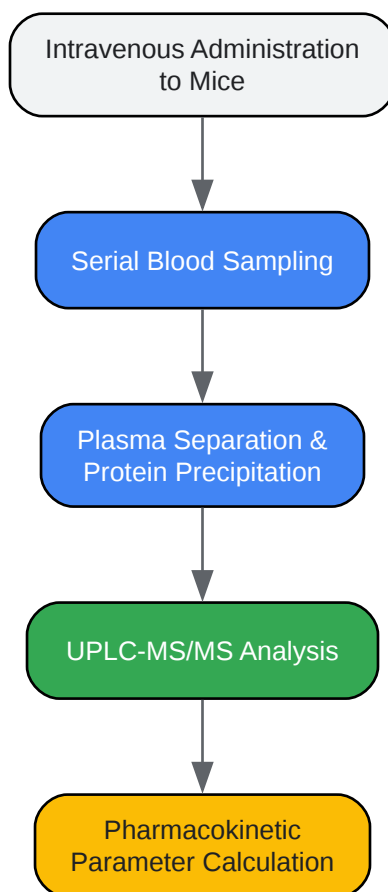 Intravenous Administration
to Mice
Serial Blood Sampling
Plasma Separation &
Protein Precipitation
UPLC-MS/MS Analysis
Pharmacokinetic
Parameter Calculation